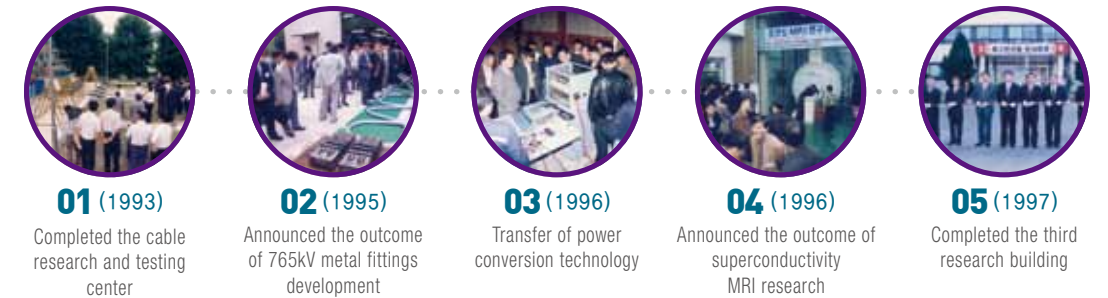 01 (1993)
Completed the cable
research and testing
center
02 (1995)
Announced the outcome
of 765kV metal fittings
development
03 (1996)
Transfer of power
conversion technology
04 (1996)
Announced the outcome of
superconductivity
MRI research
05 (1997)
Completed the third
research building